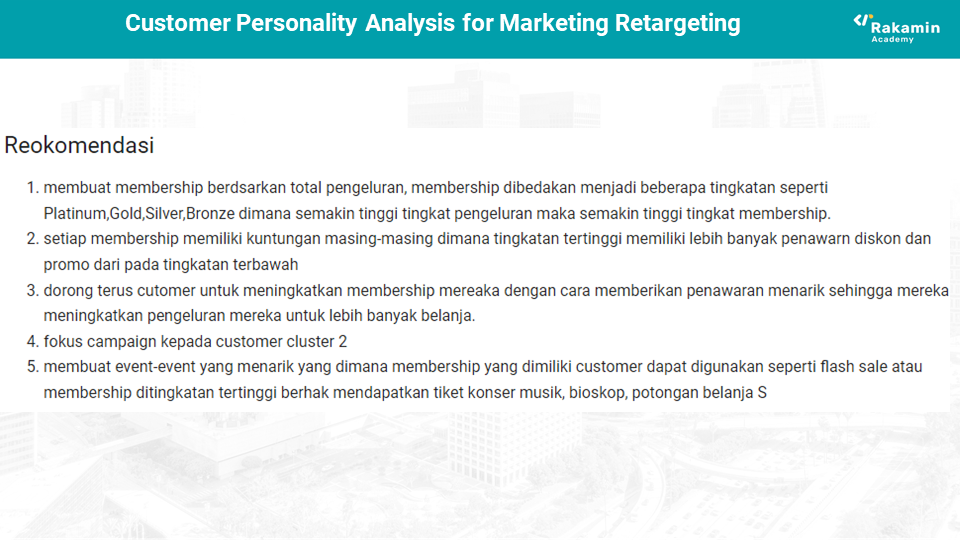 Customer Personality Analysis for Marketing Retargeting
Rakamin
Academy
Reokomendasi
1. membuat membership berdsarkan total pengeluran, membership dibedakan menjadi beberapa tingkatan seperti
Platinum,Gold,Silver,Bronze dimana semakin tinggi tingkat pengeluran maka semakin tinggi tingkat membership.
2. setiap membership memiliki kuntungan masing-masing dimana tingkatan tertinggi memiliki lebih banyak penawarn diskon dan
promo dari pada tingkatan terbawah
3. dorong terus cutomer untuk meningkatkan membership mereaka dengan cara memberikan penawaran menarik sehingga mereka
meningkatkan pengeluran mereka untuk lebih banyak belanja.
4. fokus campaign kepada customer cluster 2
5. membuat event-event yang menarik yang dimana membership yang dimiliki customer dapat digunakan seperti flash sale atau
membership ditingkatan tertinggi berhak mendapatkan tiket konser musik, bioskop, potongan belanja S